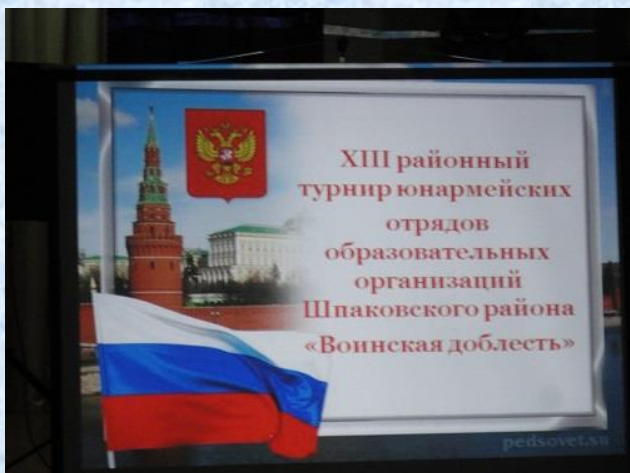 XIII районный
турнир юнармейских
отрядов
образовательных
организаций
Шпаковского района
«Воинская доблесть»
pedsovet.su